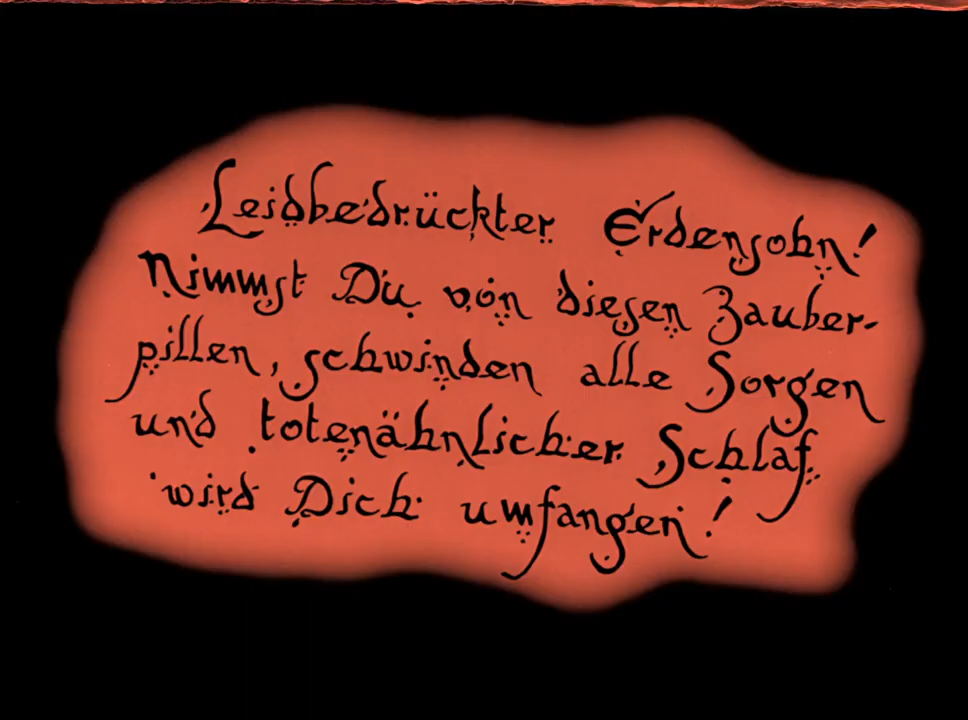 Leidbedrückter Erdensohn!
Nimmst Du von diesen Zauber-
pillen, schwinden alle Sorgen
und totenähnlicher Schlaf
wird Dich umfangen!